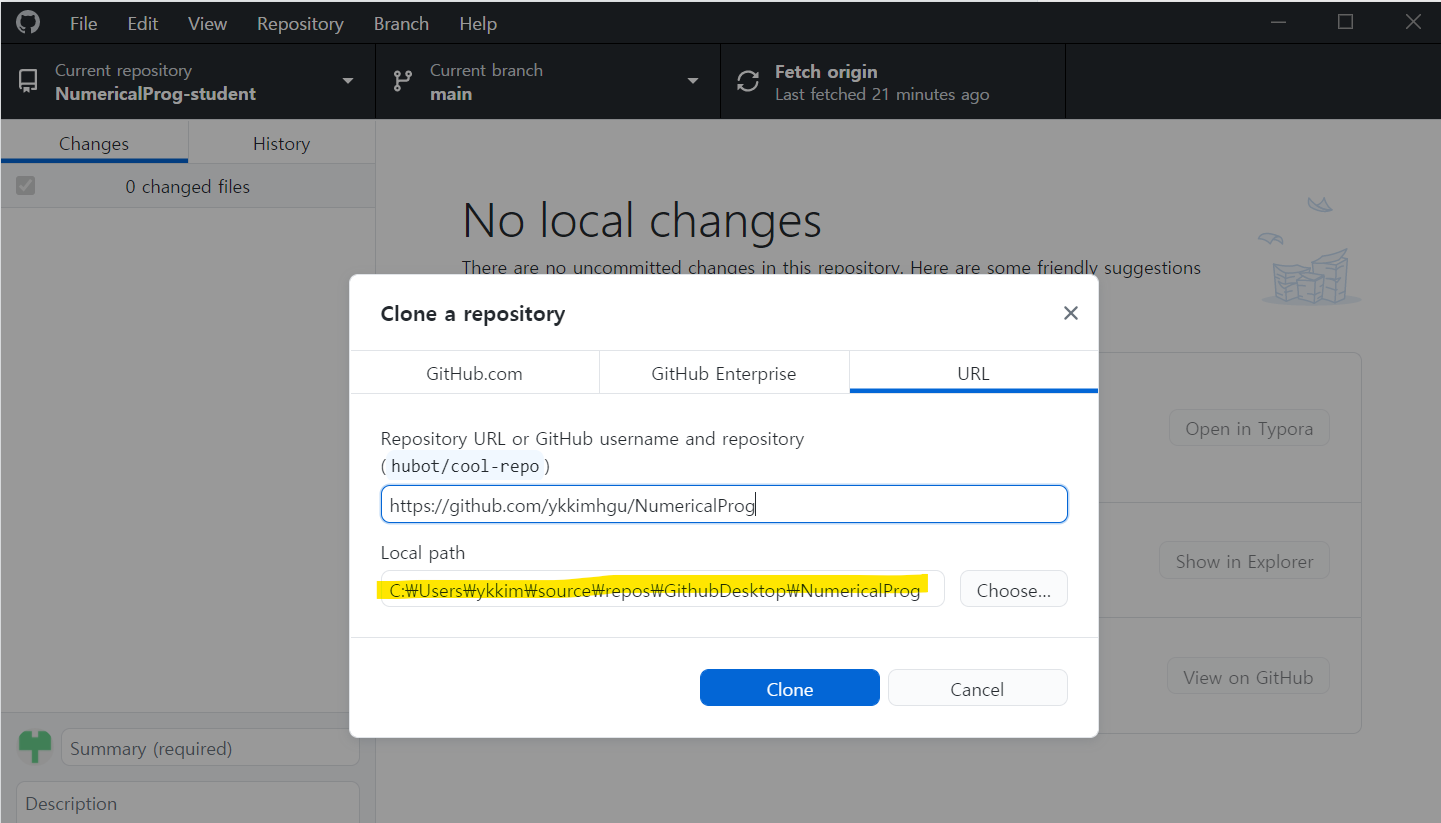 File Edit View Repository Branch Help
Current repository
NumericalProg-student
Current branch
main
Fetch origin
Last fetched 21 minutes ago
Changes
History
0 changed files
No local changes
There are no uncommitted changes in this repository. Here are some friendly suggestions
Clone a repository
GitHub.com
GitHub Enterprise
URL
Repository URL or GitHub username and repository
(hubot/cool-repo)
https://github.com/ykkimhgu/NumericalProg
Local path
C:₩Users₩ykkim₩source₩repos₩GithubDesktop₩NumericalProg
Choose...
Clone
Cancel
Open in Typora
Show in Explorer
View on GitHub
Summary (required)
Description